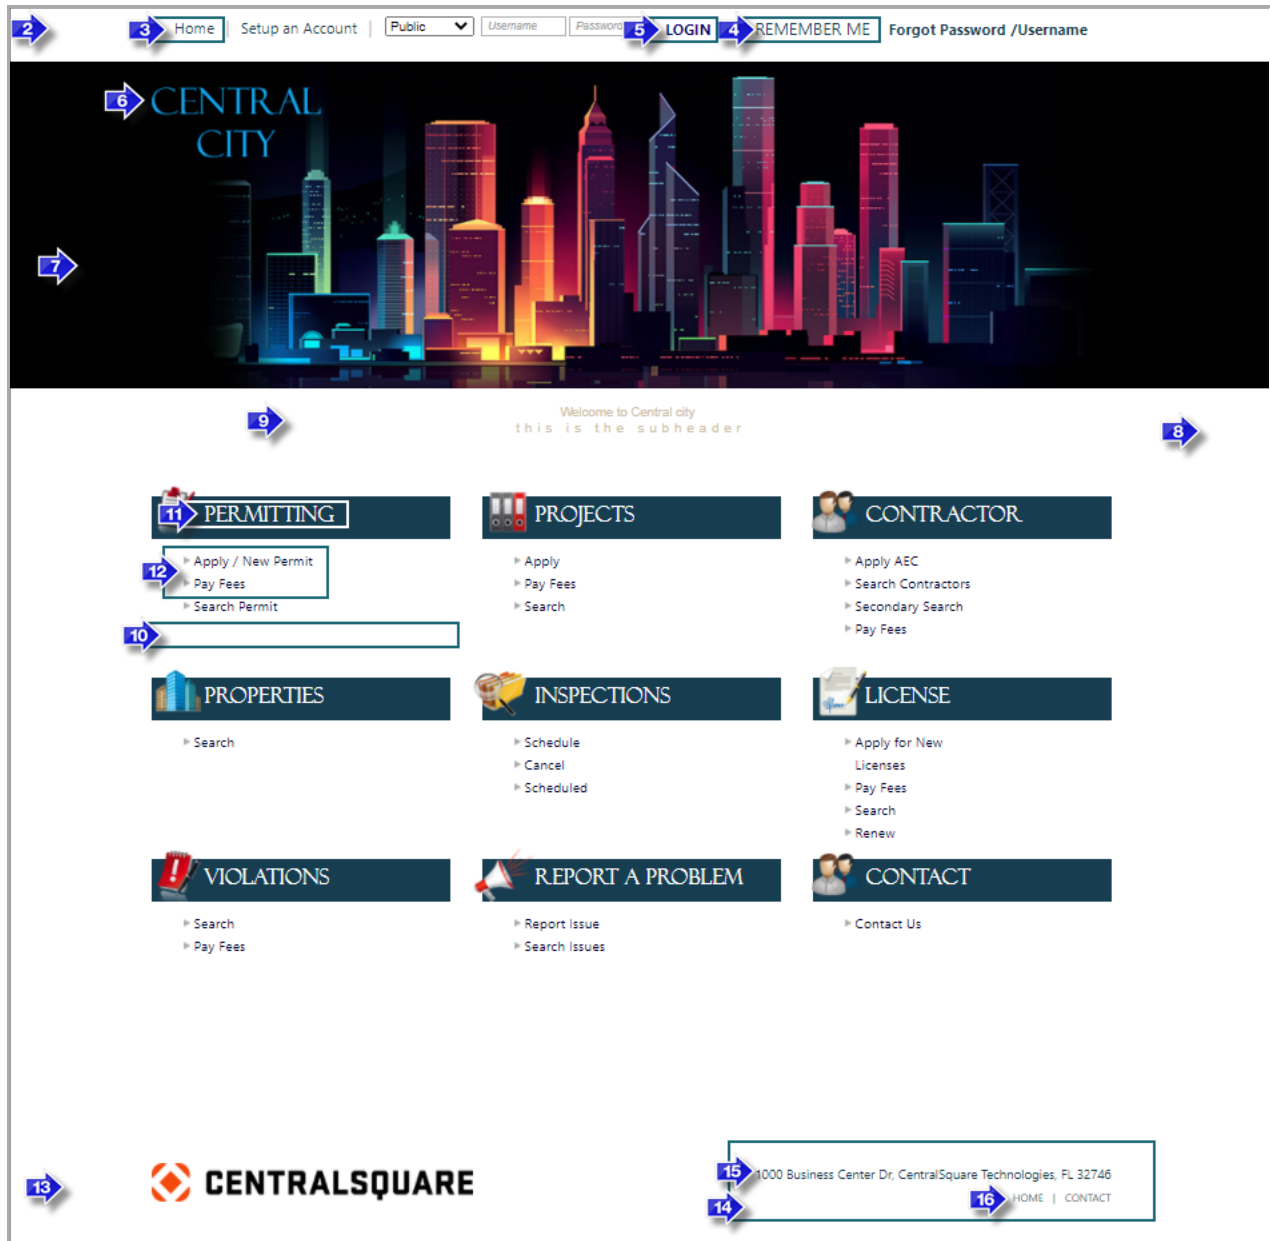 2 3 Home | Setup an Account | Public Username Password 5 LOGIN 4 REMEMBER ME Forgot Password /Username
6 CENTRAL
CITY
7
9 Welcome to Central city 8
this is the subheader
11 PERMITTING
12 Apply / New Permit
Pay Fees
Search Permit
10
PROJECTS
Apply
Pay Fees
Search
CONTRACTOR
Apply AEC
Search Contractors
Secondary Search
Pay Fees
PROPERTIES
Search
INSPECTIONS
Schedule
Cancel
Scheduled
LICENSE
Apply for New
Licenses
Pay Fees
Search
Renew
VIOLATIONS
Search
Pay Fees
REPORT A PROBLEM
Report Issue
Search Issues
CONTACT
Contact Us
13 CENTRALSQUARE
15 1000 Business Center Dr, CentralSquare Technologies, FL 32746
14 16 HOME | CONTACT